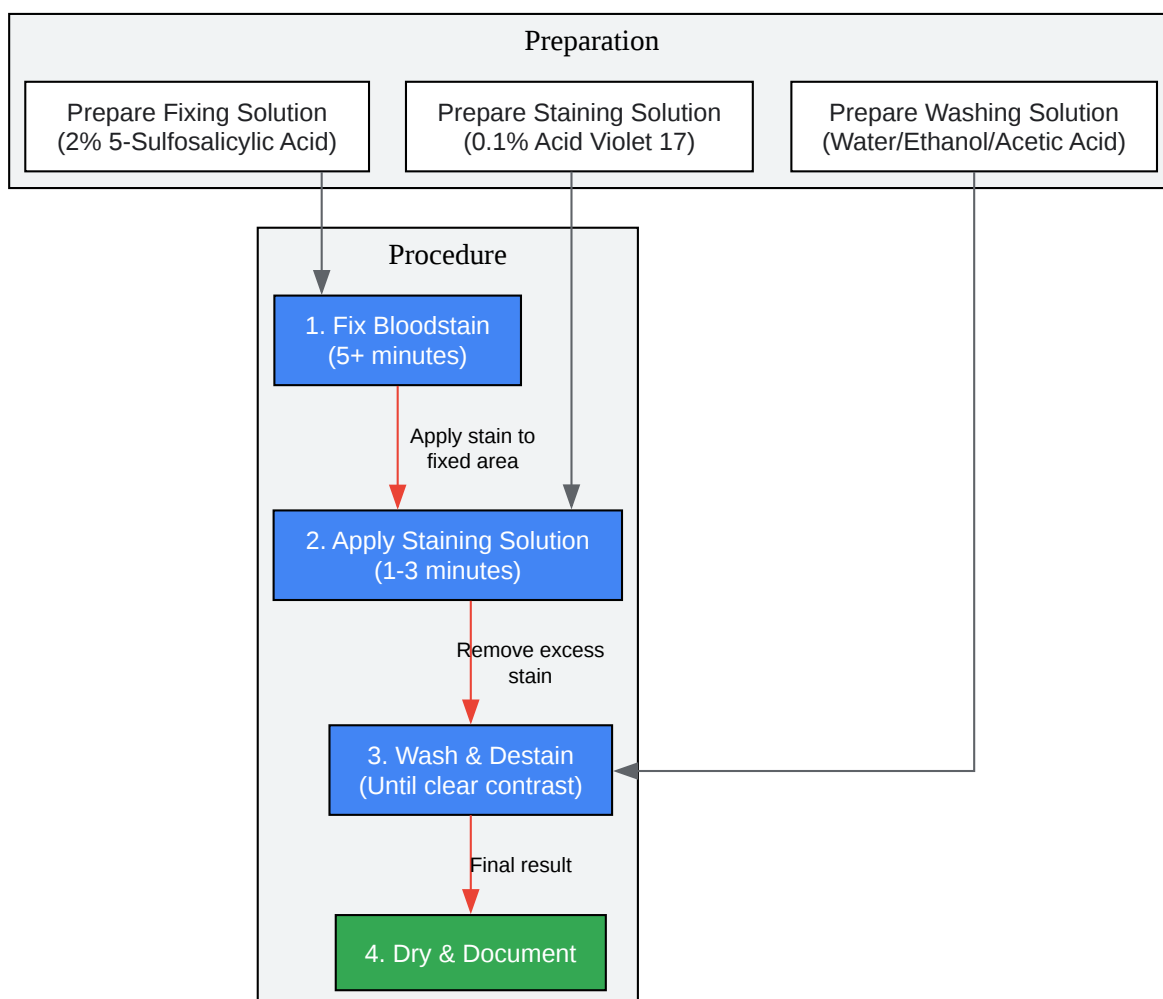 Preparation
Prepare Fixing Solution
(2% 5-Sulfosalicylic Acid)
Prepare Staining Solution
(0.1% Acid Violet 17)
Prepare Washing Solution
(Water/Ethanol/Acetic Acid)
Procedure
1. Fix Bloodstain
(5+ minutes)
Apply stain to
fixed area
2. Apply Staining Solution
(1-3 minutes)
Remove excess
stain
3. Wash & Destain
(Until clear contrast)
Final result
4. Dry & Document